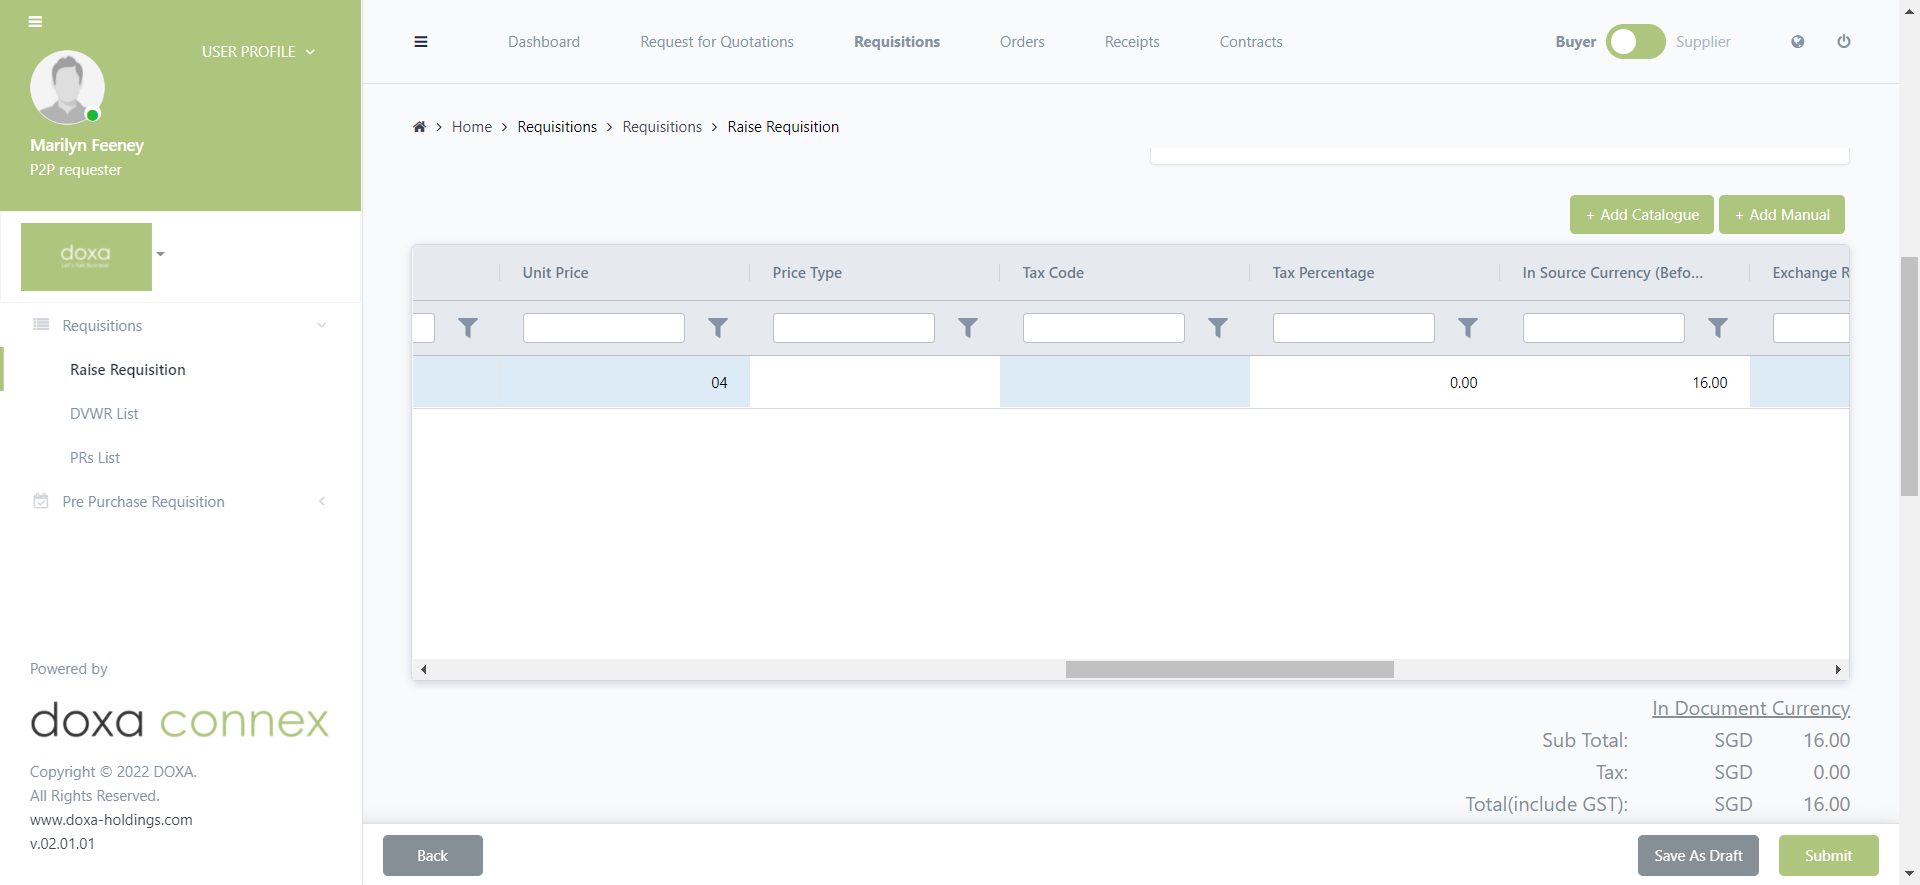 USER PROFILE
Marilyn Feeney
P2P requester
doxa
Requisitions
Raise Requisition
DVWR List
PRs List
Pre Purchase Requisition
Powered by
doxa connex
Copyright © 2022 DOXA.
All Rights Reserved.
www.doxa-holdings.com
v.02.01.01
Dashboard Request for Quotations Requisitions Orders Receipts Contracts Buyer Supplier
Home > Requisitions > Requisitions > Raise Requisition
+ Add Catalogue + Add Manual
Unit Price Price Type Tax Code Tax Percentage In Source Currency (Befo... Exchange R
04 0.00 16.00
In Document Currency
Sub Total: SGD 16.00
Tax: SGD 0.00
Total(include GST): SGD 16.00
Back Save As Draft Submit